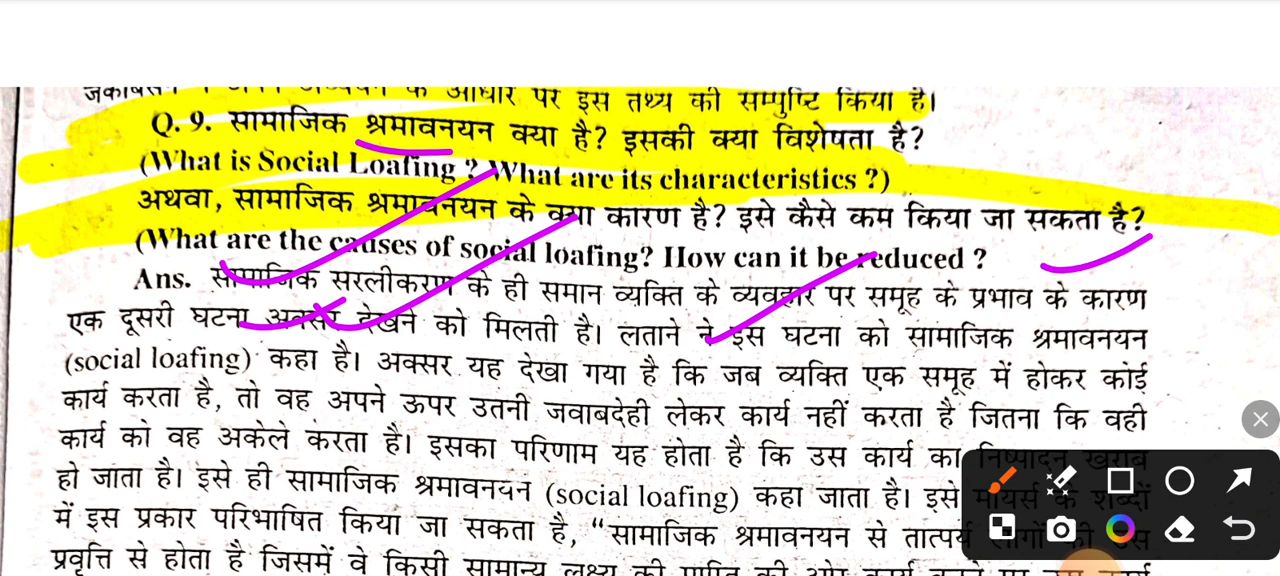 के आधार पर इस तथ्य की सम्पुष्टि किया है।
Q. 9. सामाजिक श्रमावनयन क्या है? इसकी क्या विशेषता है?
(What is Social Loafing ? What are its characteristics ?)
अथवा, सामाजिक श्रमावनयन के क्या कारण है? इसे कैसे कम किया जा सकता है?
(What are the causes of social loafing? How can it be reduced ?
Ans. सामाजिक सरलीकरण के ही समान व्यक्ति के व्यवहार पर समूह के प्रभाव के कारण
एक दूसरी घटना अक्सर देखने को मिलती है। लताने ने इस घटना को सामाजिक श्रमावनयन
(social loafing) कहा है। अक्सर यह देखा गया है कि जब व्यक्ति एक समूह में होकर कोई
कार्य करता है, तो वह अपने ऊपर उतनी जवाबदेही लेकर कार्य नहीं करता है जितना कि वही
कार्य को वह अकेले करता है। इसका परिणाम यह होता है कि उस कार्य का निष्पादन खराब
हो जाता है। इसे ही सामाजिक श्रमावनयन (social loafing) कहा जाता है। इसे मायर्स के शब्दों
में इस प्रकार परिभाषित किया जा सकता है, “सामाजिक श्रमावनयन से तात्पर्य लोगों की उस
प्रवृत्ति से होता है जिसमें वे किसी सामान्य लक्ष्य की प्राप्ति की ओर कार्य करने पर कम कार्य